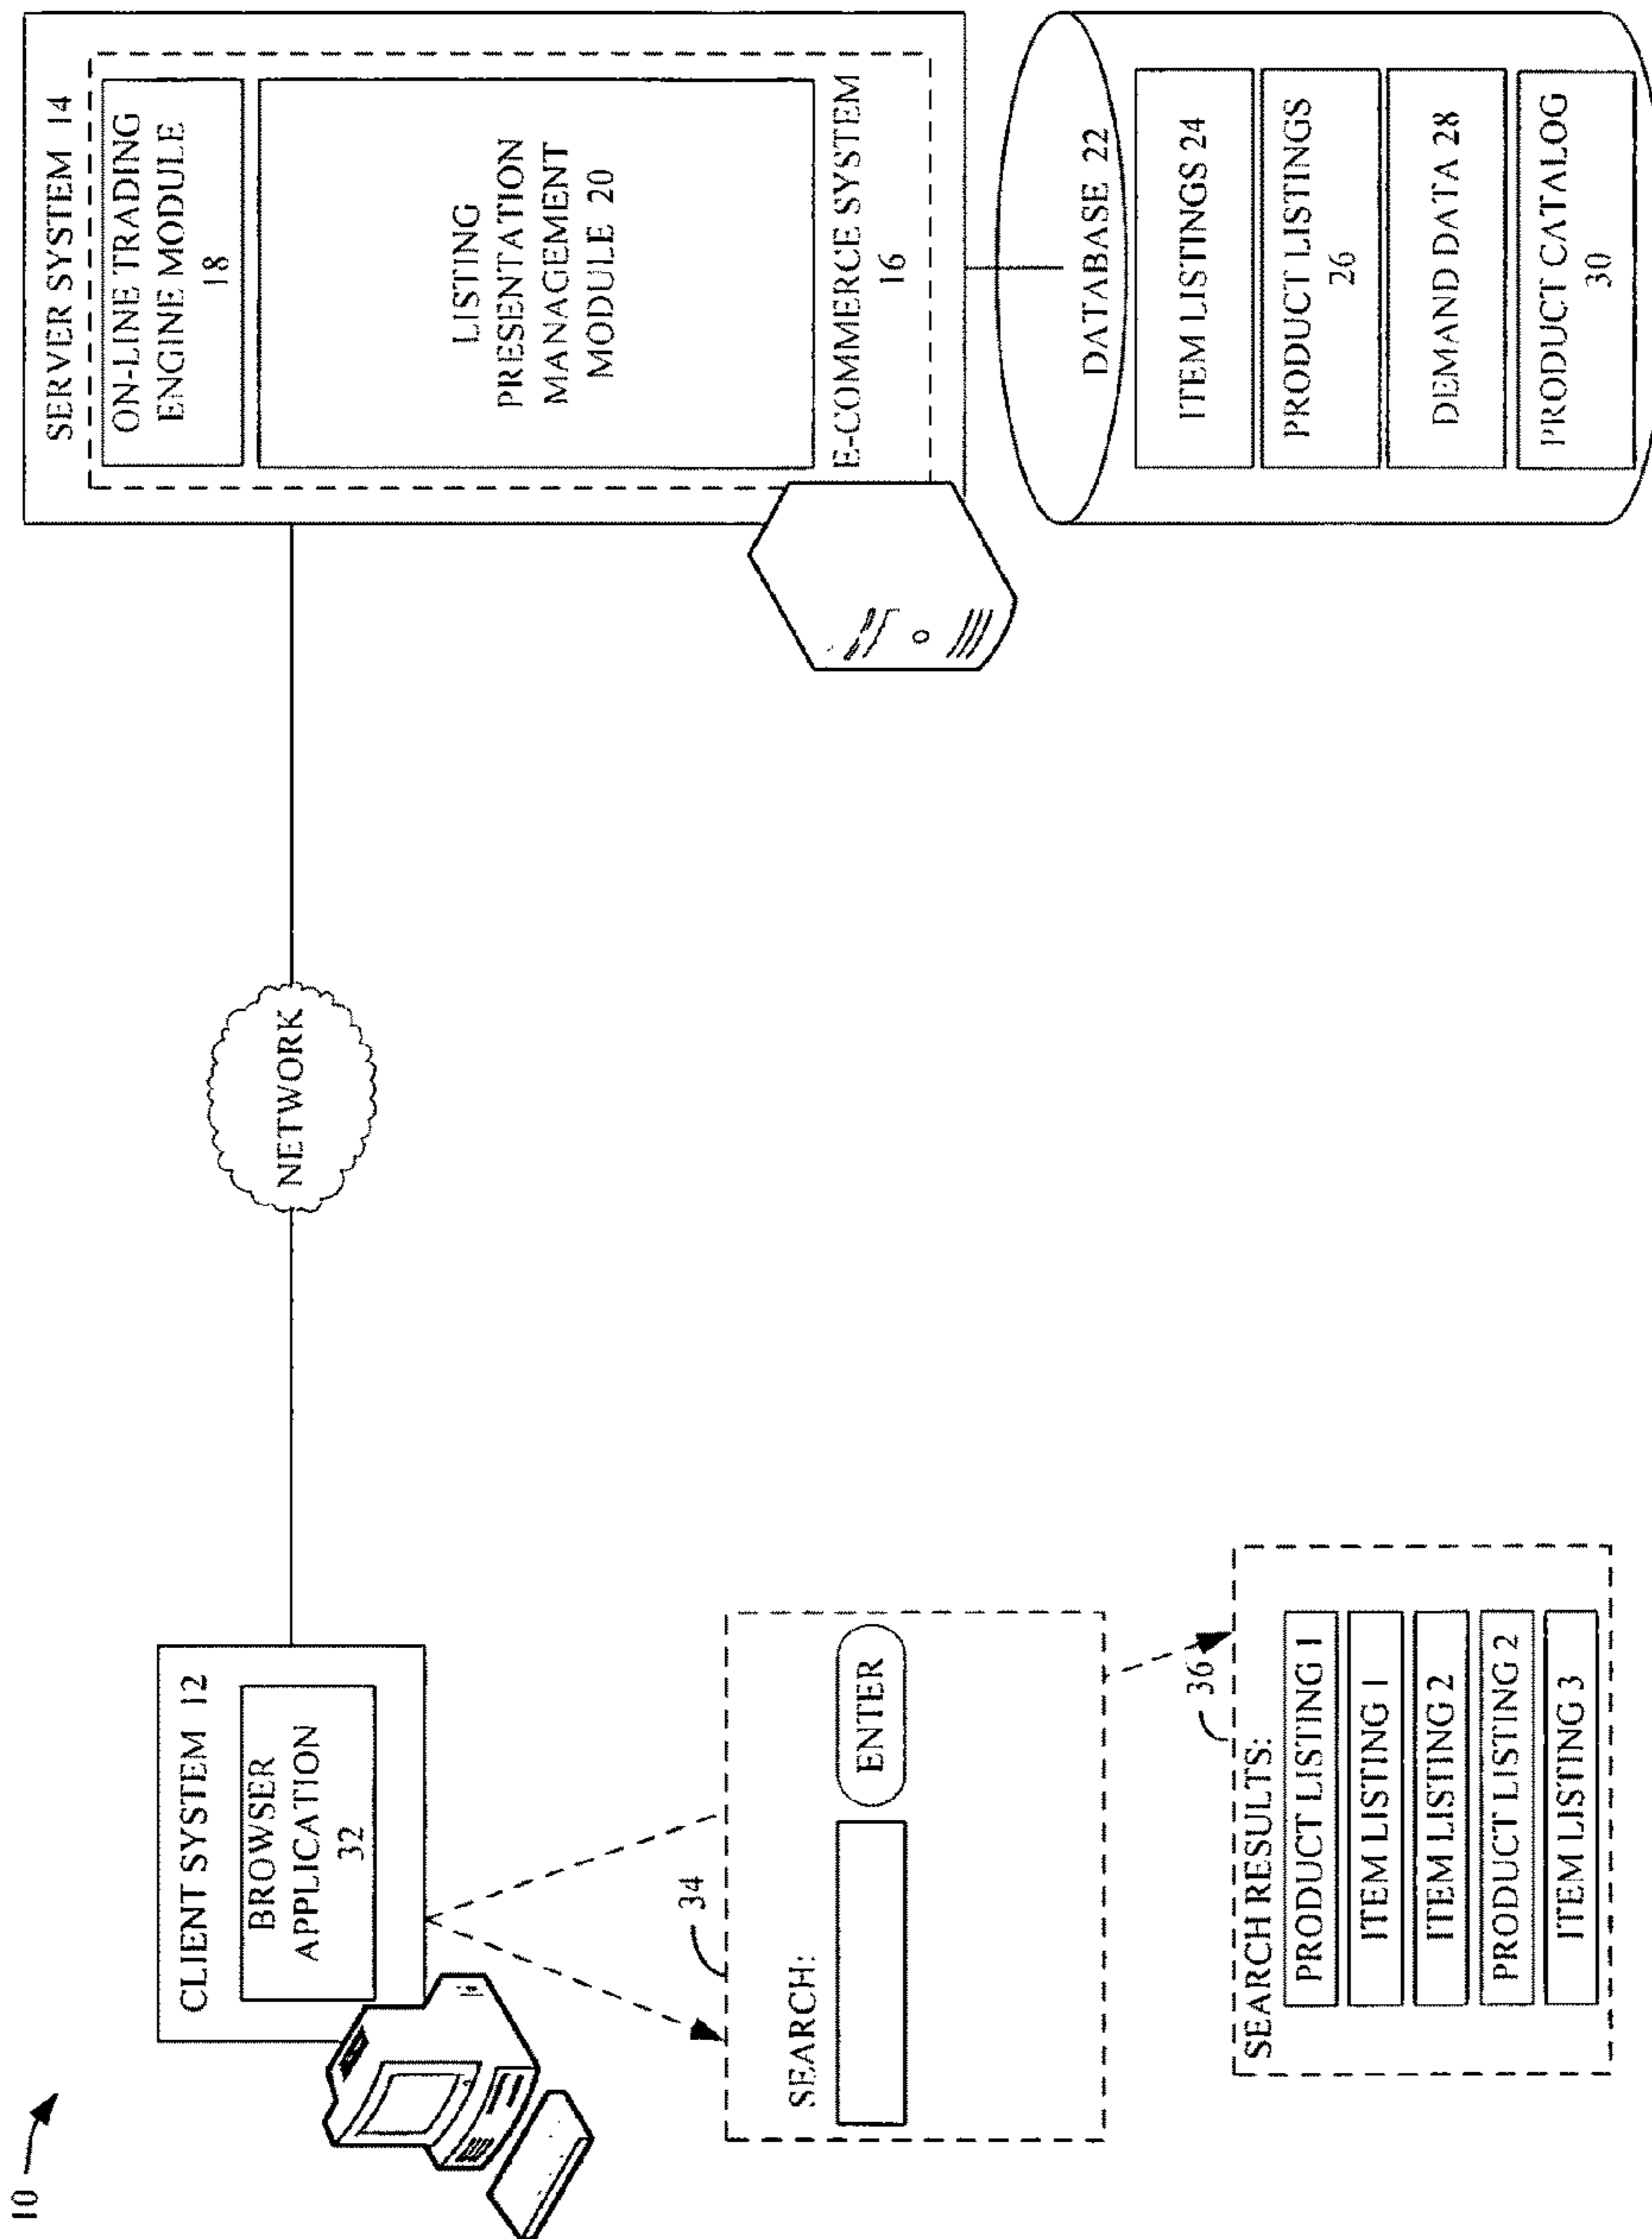 10
CLIENT SYSTEM 12
BROWSER
APPLICATION
32
NETWORK
SERVER SYSTEM 14
ON-LINE TRADING
ENGINE MODULE
18
LISTING
PRESENTATION
MANAGEMENT
MODULE 20
E-COMMERCE SYSTEM
16
34
SEARCH:
ENTER
36
SEARCH RESULTS:
PRODUCT LISTING 1
ITEM LISTING 1
ITEM LISTING 2
PRODUCT LISTING 2
ITEM LISTING 3
DATABASE 22
ITEM LISTINGS 24
PRODUCT LISTINGS
26
DEMAND DATA 28
PRODUCT CATALOG
30